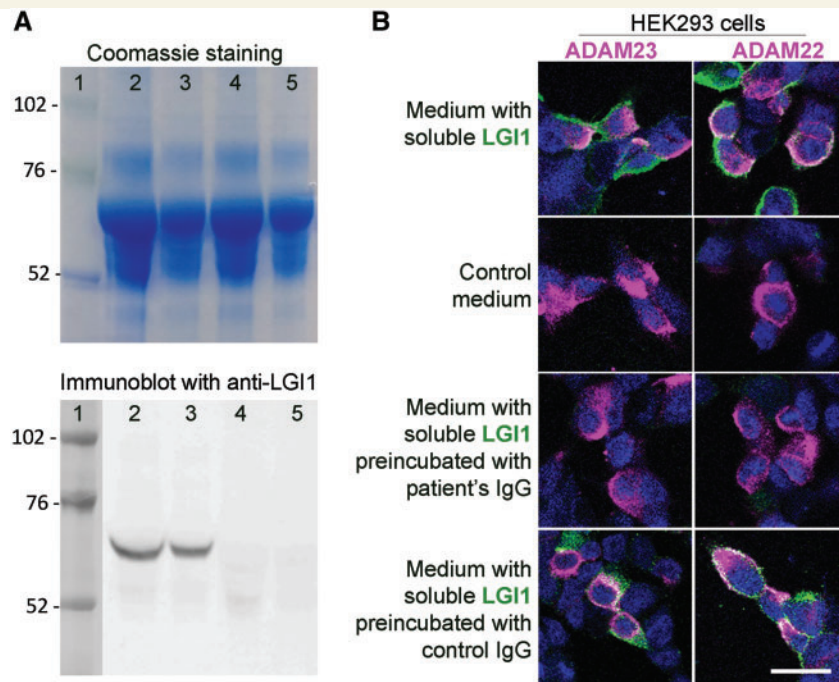 A
Coomassie staining
1 2 3 4 5
102 -
76 -
52 -
Immunoblot with anti-LGI1
1 2 3 4 5
102 -
76 -
52 -
B
HEK293 cells
ADAM23 ADAM22
Medium with
soluble LGI1
Control
medium
Medium with
soluble LGI1
preincubated with
patient's IgG
Medium with
soluble LGI1
preincubated with
control IgG